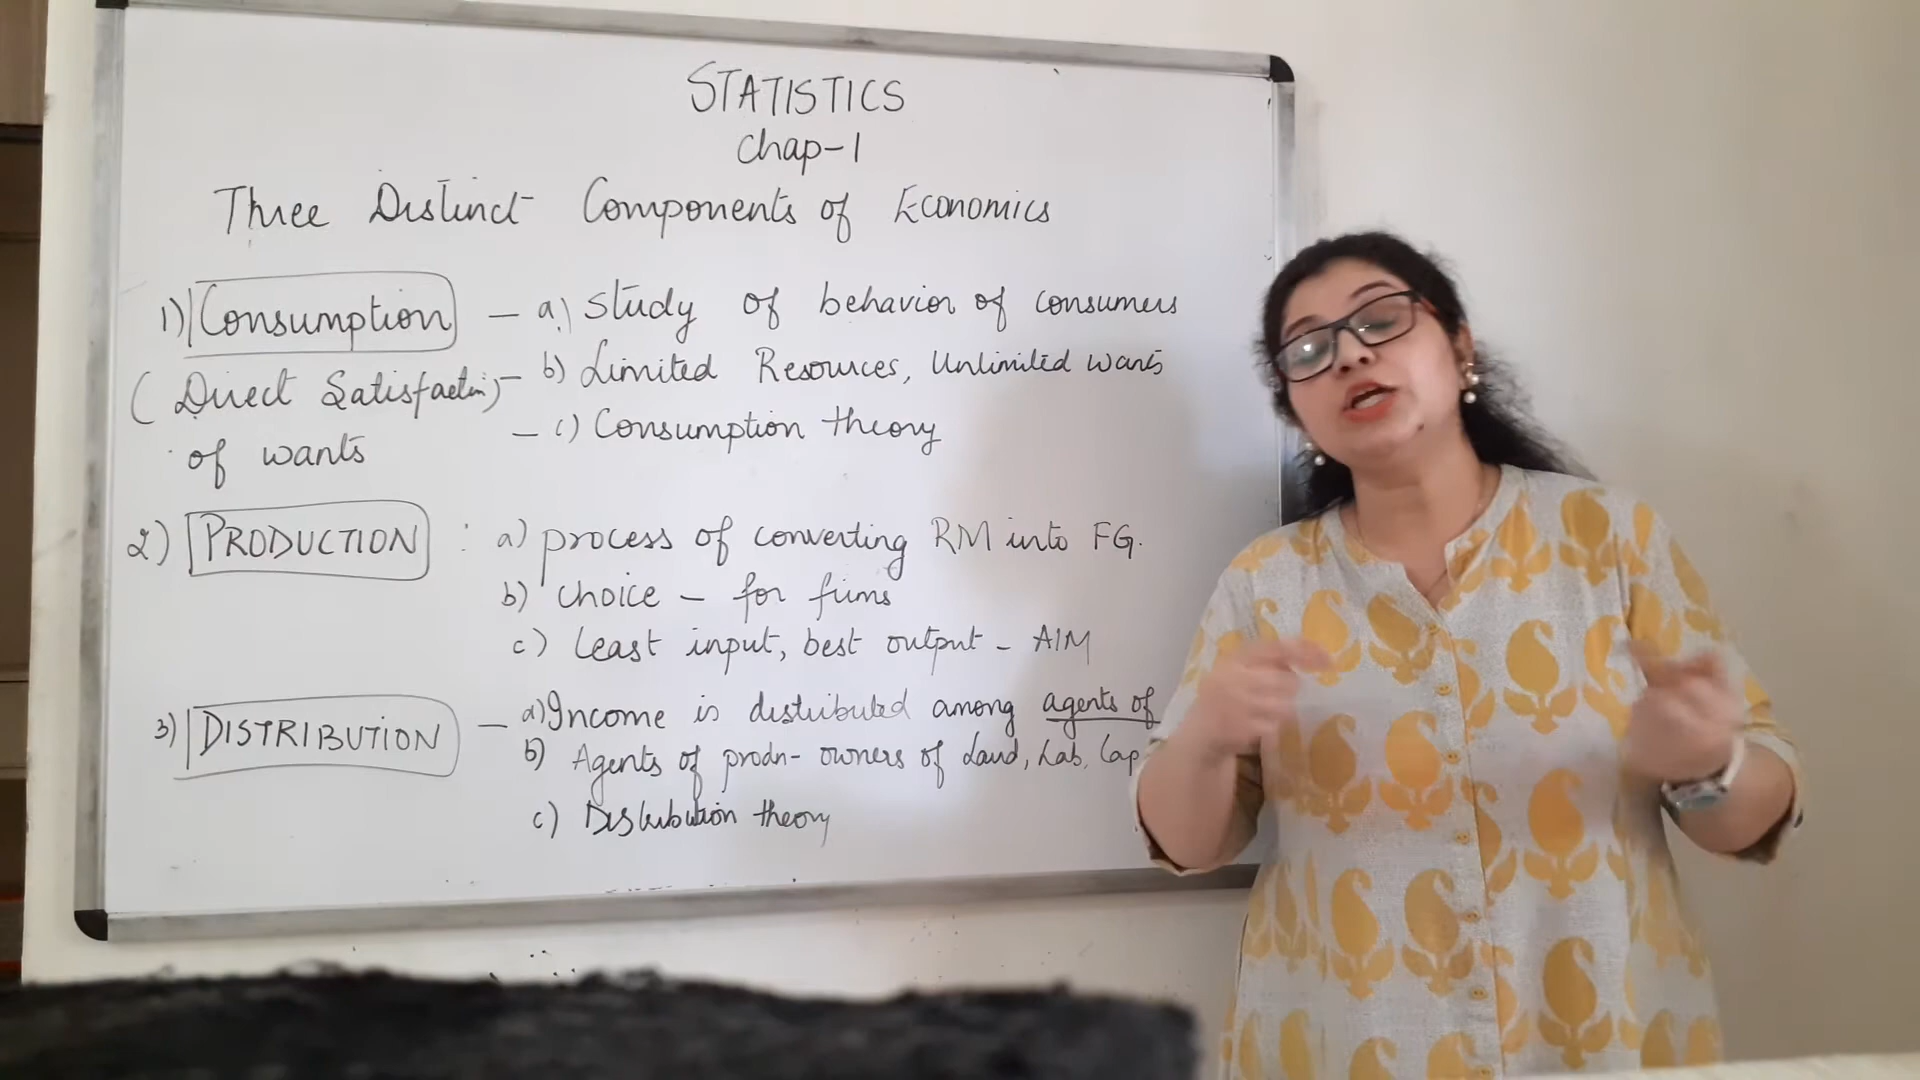 STATISTICS
Chap-1
Three Distinct Components of Economics
1) Consumption - a) Study of behavior of consumers
(Direct Satisfaction) - b) Limited Resources, Unlimited wants
of wants - c) Consumption theory
2) PRODUCTION : a) process of converting RM into FG.
b) choice - for firms
c) least input, best output - AIM
3) DISTRIBUTION - a) Income is distributed among agents of
b) Agents of prodn - owners of Land, Lab, Cap
c) Distribution theory